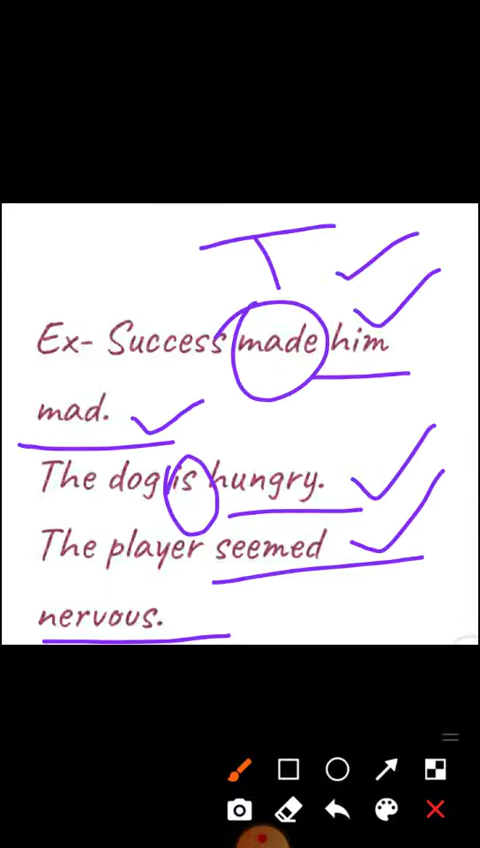 Ex- Success made him
mad.
The dog is hungry.
The player seemed
nervous.